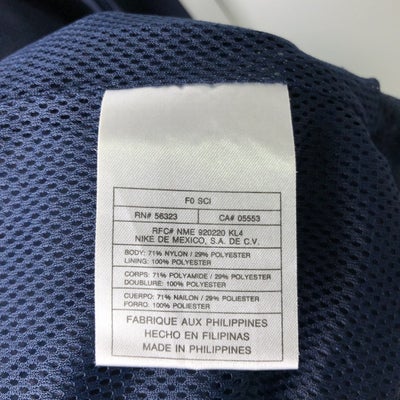 F0 SCI
RN# 56323 CA# 05553
RFC# NME 920220 KL4
NIKE DE MEXICO, S.A. DE C.V.
BODY: 71% NYLON / 29% POLYESTER
LINING: 100% POLYESTER
CORPS: 71% POLYAMIDE / 29% POLYESTER
DOUBLURE: 100% POLYESTER
CUERPO: 71% NAILON / 29% POLIESTER
FORRO: 100% POLIESTER
FABRIQUE AUX PHILIPPINES
HECHO EN FILIPINAS
MADE IN PHILIPPINES